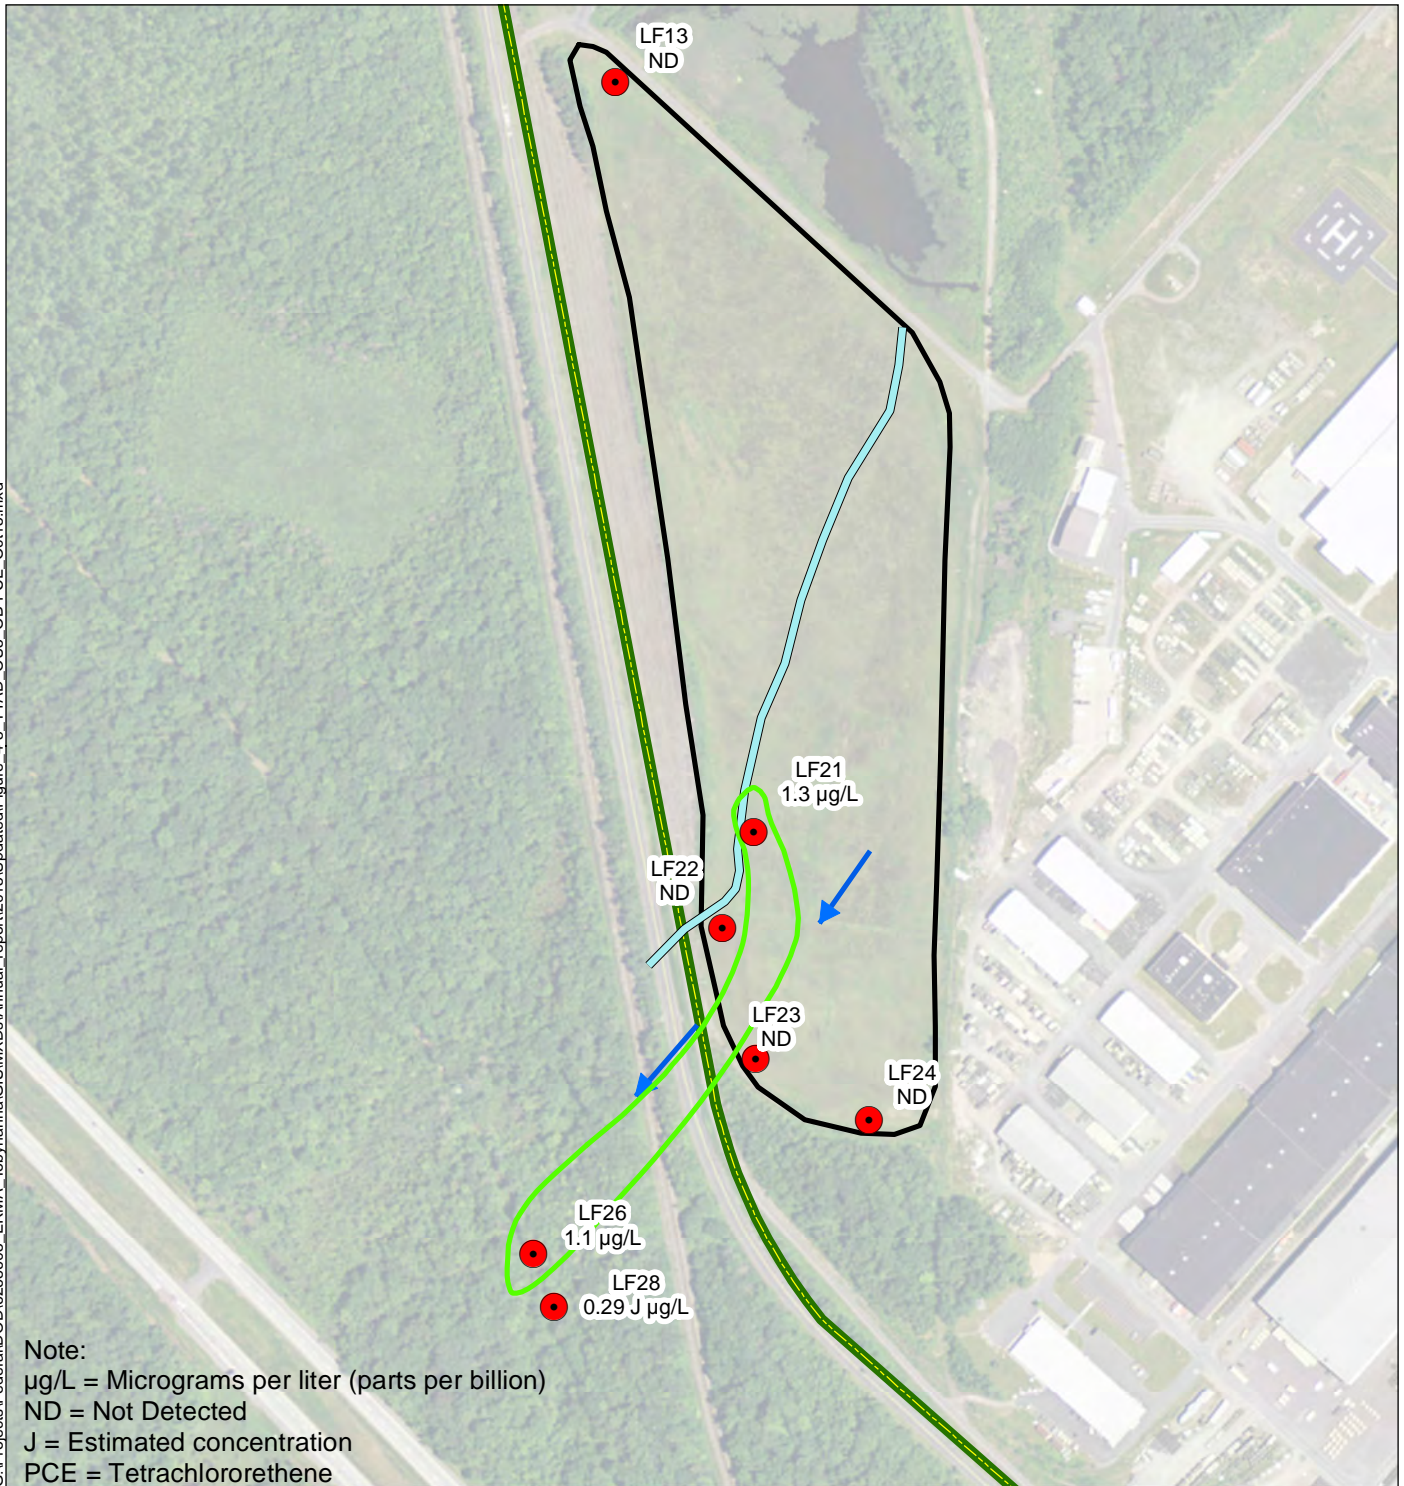 LF13
ND
LF21
1.3 µg/L
LF22
ND
LF23
ND
LF24
ND
LF26
1.1 µg/L
LF28
0.29 J µg/L
Note:
µg/L = Micrograms per liter (parts per billion)
ND = Not Detected
J = Estimated concentration
PCE = Tetrachlororethene